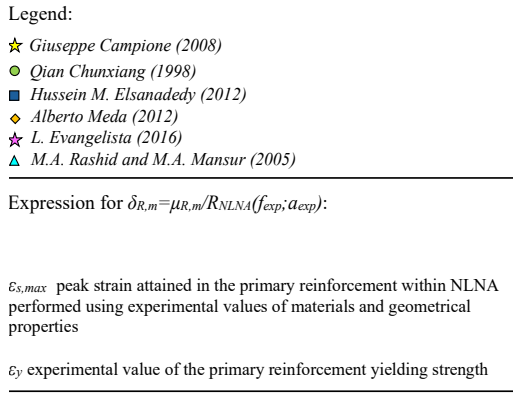 Legend:
Giuseppe Campione (2008)
Qian Chunxiang (1998)
Hussein M. Elsanadedy (2012)
Alberto Meda (2012)
L. Evangelista (2016)
M.A. Rashid and M.A. Mansur (2005)
Expression for δR,m=μR,m/RNLNA(fexp;aexp):
εs,max peak strain attained in the primary reinforcement within NLNA
performed using experimental values of materials and geometrical
properties
εy experimental value of the primary reinforcement yielding strength